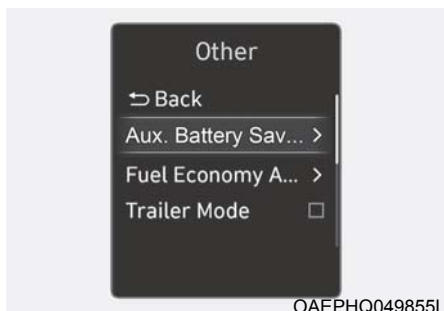 Other
⮌ Back
Aux. Battery Sav... >
Fuel Economy A... >
Trailer Mode ☐
OAEPHQ049855L